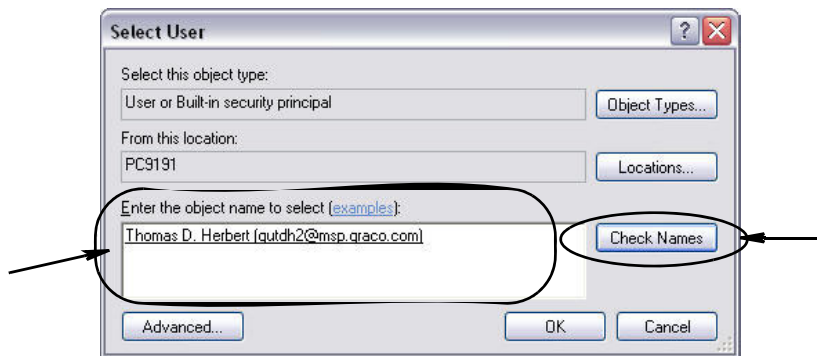 Select User
Select this object type:
User or Built-in security principal
Object Types...
From this location:
PC9191
Locations...
Enter the object name to select (examples):
Thomas D. Herbert (gutdh2@msp.graco.com)
Check Names
Advanced...
OK
Cancel